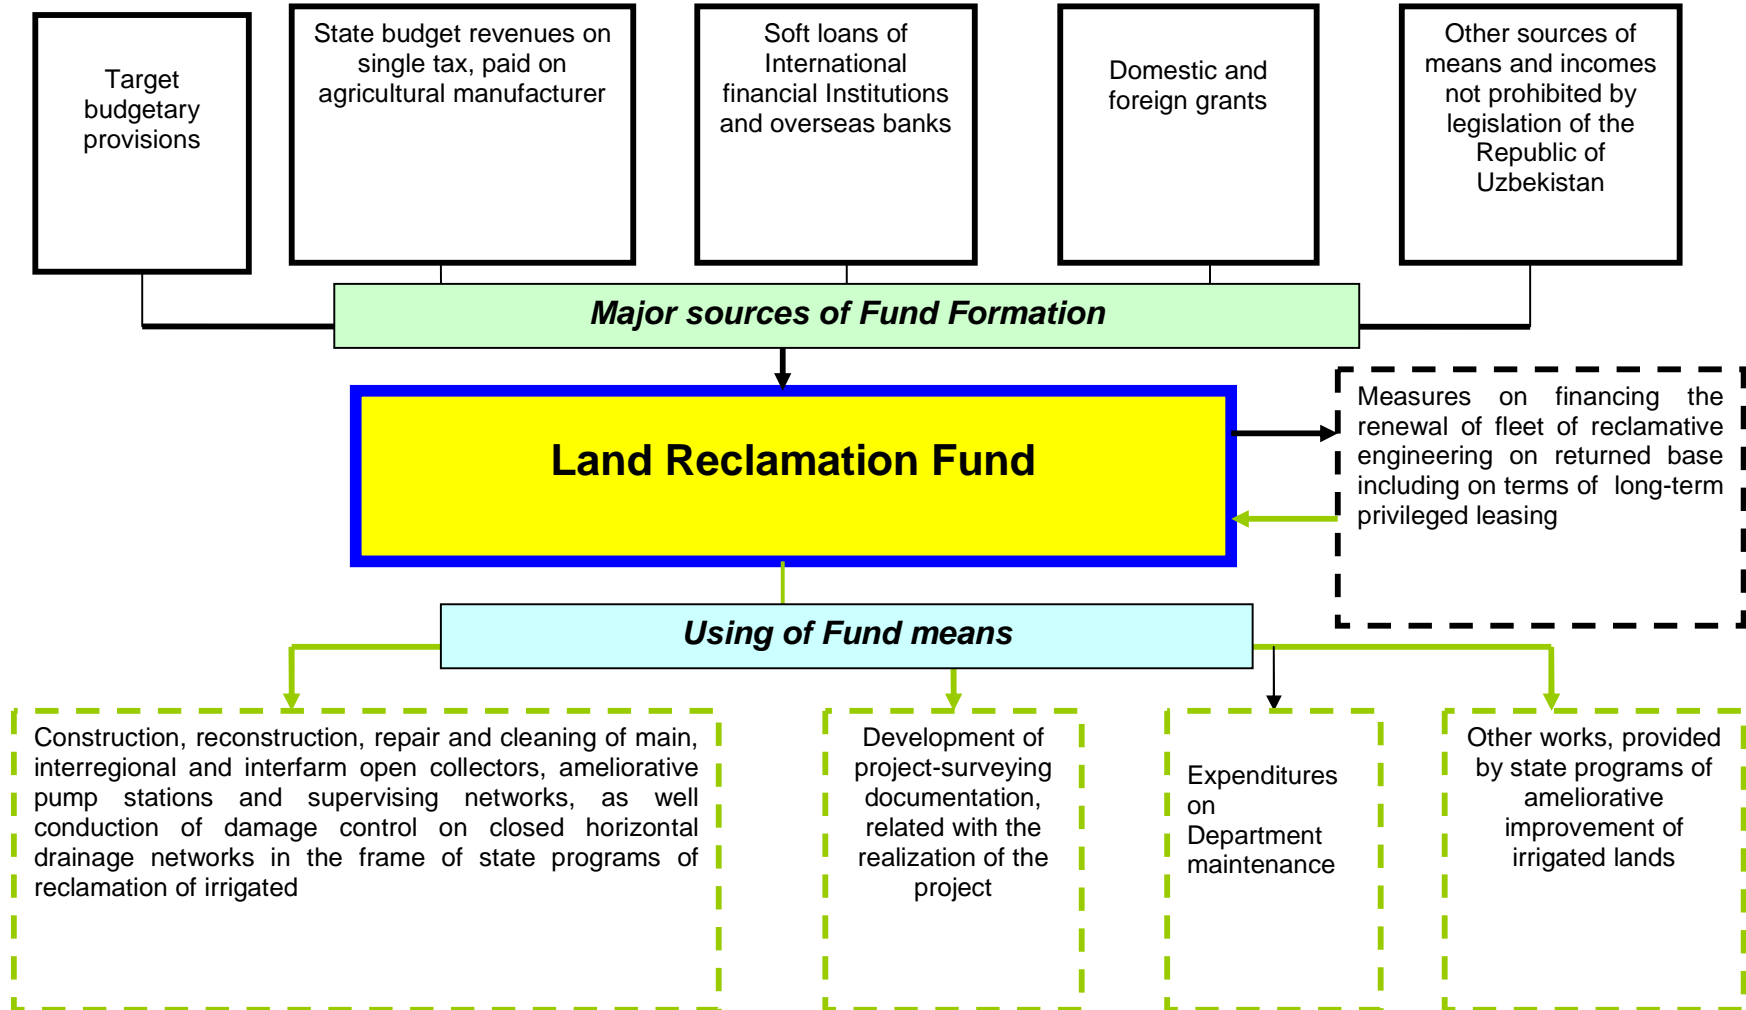 Target
budgetary
provisions
State budget revenues on
single tax, paid on
agricultural manufacturer
Soft loans of
International
financial Institutions
and overseas banks
Domestic and
foreign grants
Other sources of
means and incomes
not prohibited by
legislation of the
Republic of
Uzbekistan
Major sources of Fund Formation
Land Reclamation Fund
Measures on financing the
renewal of fleet of reclamative
engineering on returned base
including on terms of long-term
privileged leasing
Using of Fund means
Construction, reconstruction, repair and cleaning of main,
interregional and interfarm open collectors, ameliorative
pump stations and supervising networks, as well
conduction of damage control on closed horizontal
drainage networks in the frame of state programs of
reclamation of irrigated
Development of
project-surveying
documentation,
related with the
realization of the
project
Expenditures
on
Department
maintenance
Other works, provided
by state programs of
ameliorative
improvement of
irrigated lands